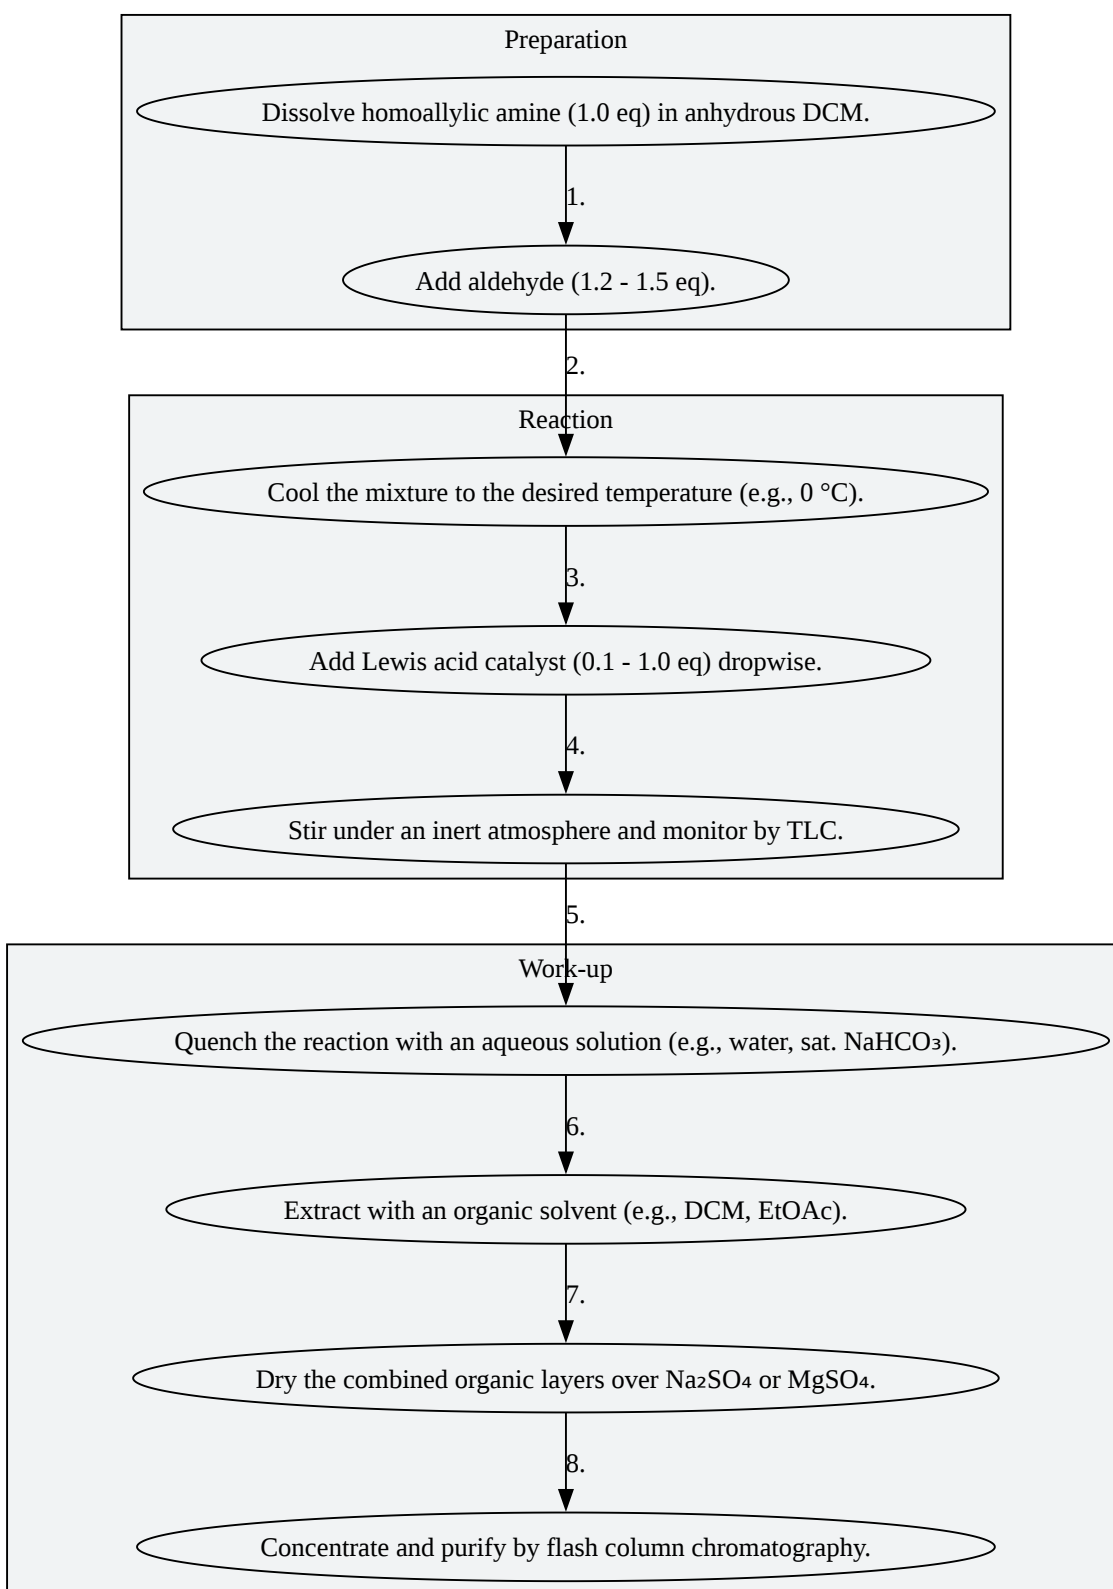 Preparation
Dissolve homoallylic amine (1.0 eq) in anhydrous DCM.
1.
Add aldehyde (1.2 - 1.5 eq).
2.
Reaction
Cool the mixture to the desired temperature (e.g., 0 °C).
3.
Add Lewis acid catalyst (0.1 - 1.0 eq) dropwise.
4.
Stir under an inert atmosphere and monitor by TLC.
5.
Work-up
Quench the reaction with an aqueous solution (e.g., water, sat. NaHCO₃).
6.
Extract with an organic solvent (e.g., DCM, EtOAc).
7.
Dry the combined organic layers over Na₂SO₄ or MgSO₄.
8.
Concentrate and purify by flash column chromatography.